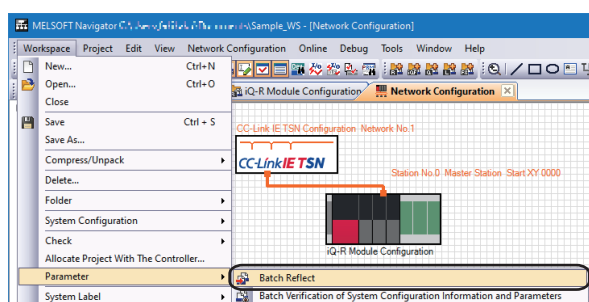 MELSOFT Navigator \Sample_WS - [Network Configuration]
Workspace Project Edit View Network Configuration Online Debug Tools Window Help
New... Ctrl+N
Open... Ctrl+O
Close
iQ-R Module Configuration Network Configuration
Save Ctrl + S
Save As...
Compress/Unpack
Delete...
Folder
System Configuration
Check
Allocate Project With The Controller...
Parameter
System Label
CC-Link IE TSN Configuration Network No.1
CC-Link IE TSN
Station No.0 Master Station Start XY 0000
iQ-R Module Configuration
Batch Reflect
Batch Verification of System Configuration Information and Parameters